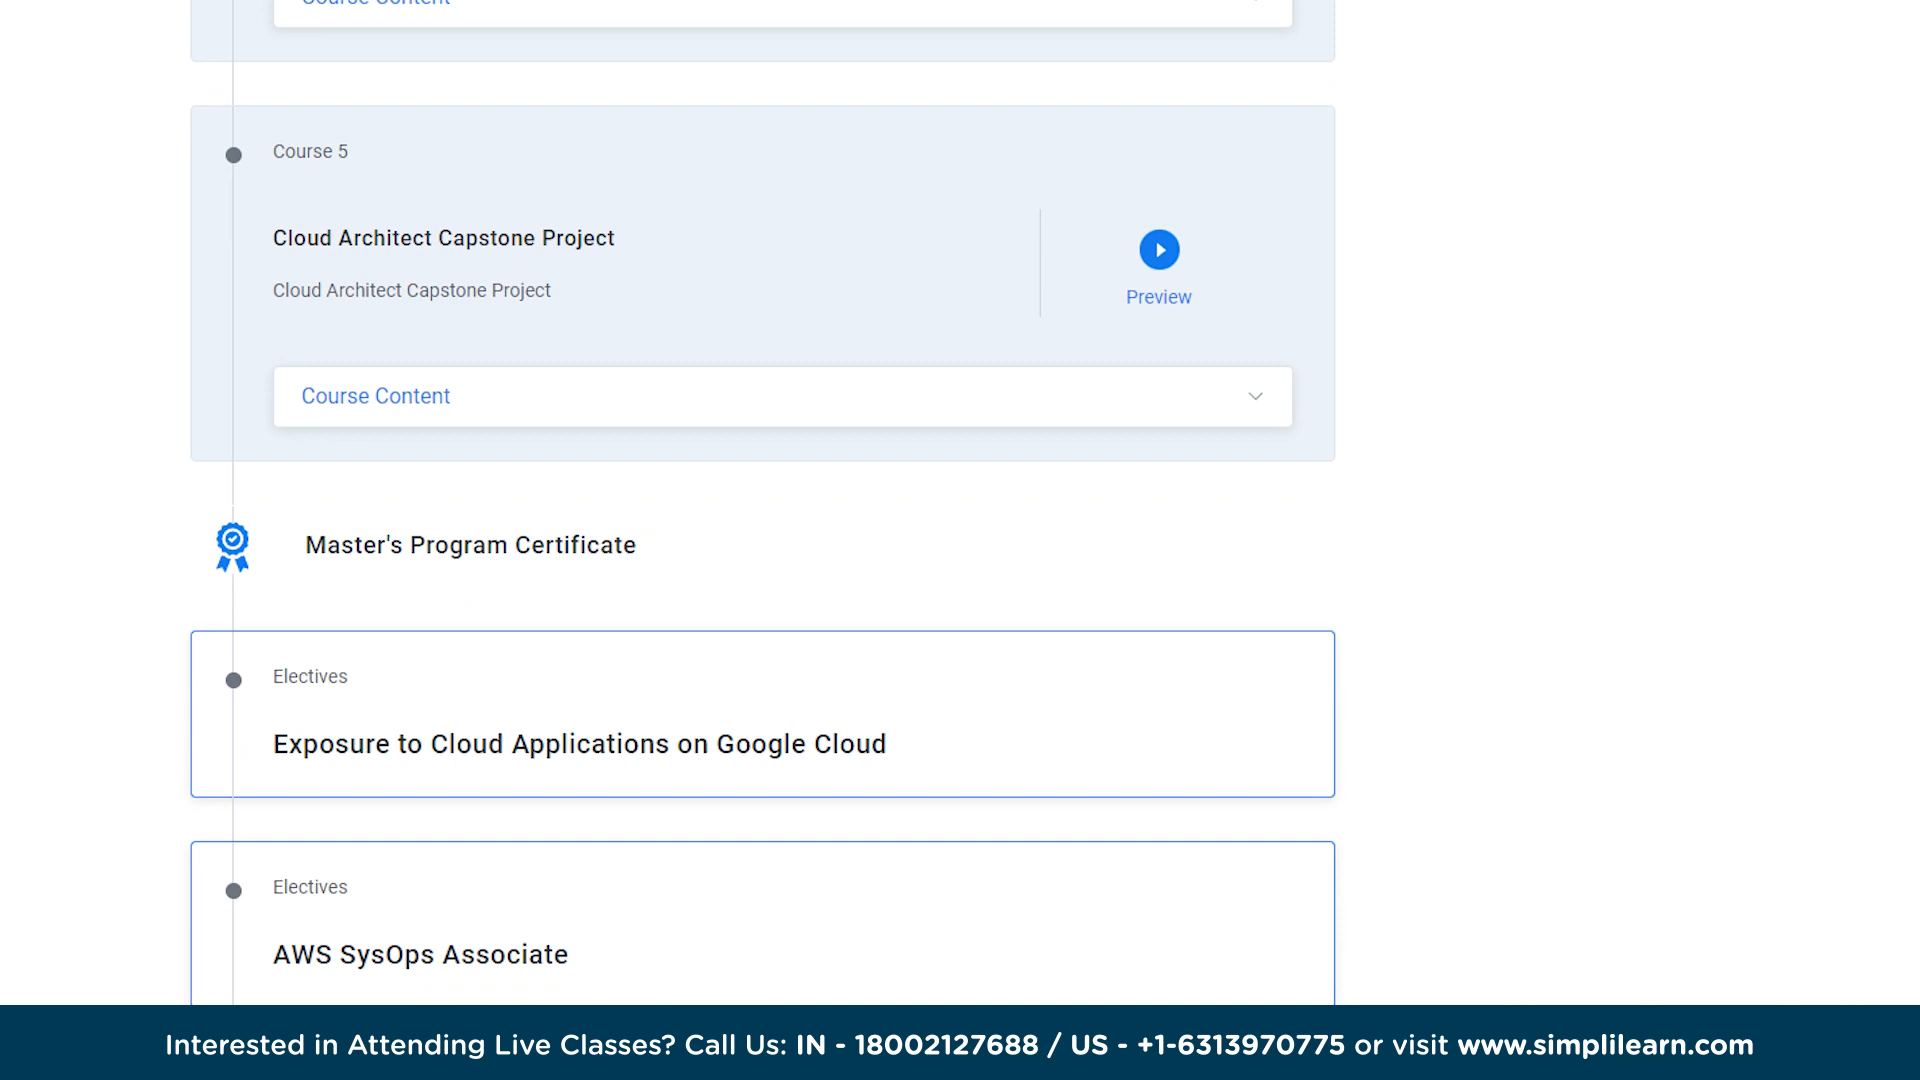 Course Content
Course 5
Cloud Architect Capstone Project
Cloud Architect Capstone Project
Preview
Course Content
Master's Program Certificate
Electives
Exposure to Cloud Applications on Google Cloud
Electives
AWS SysOps Associate
Interested in Attending Live Classes? Call Us: IN - 18002127688 / US - +1-6313970775 or visit www.simplilearn.com